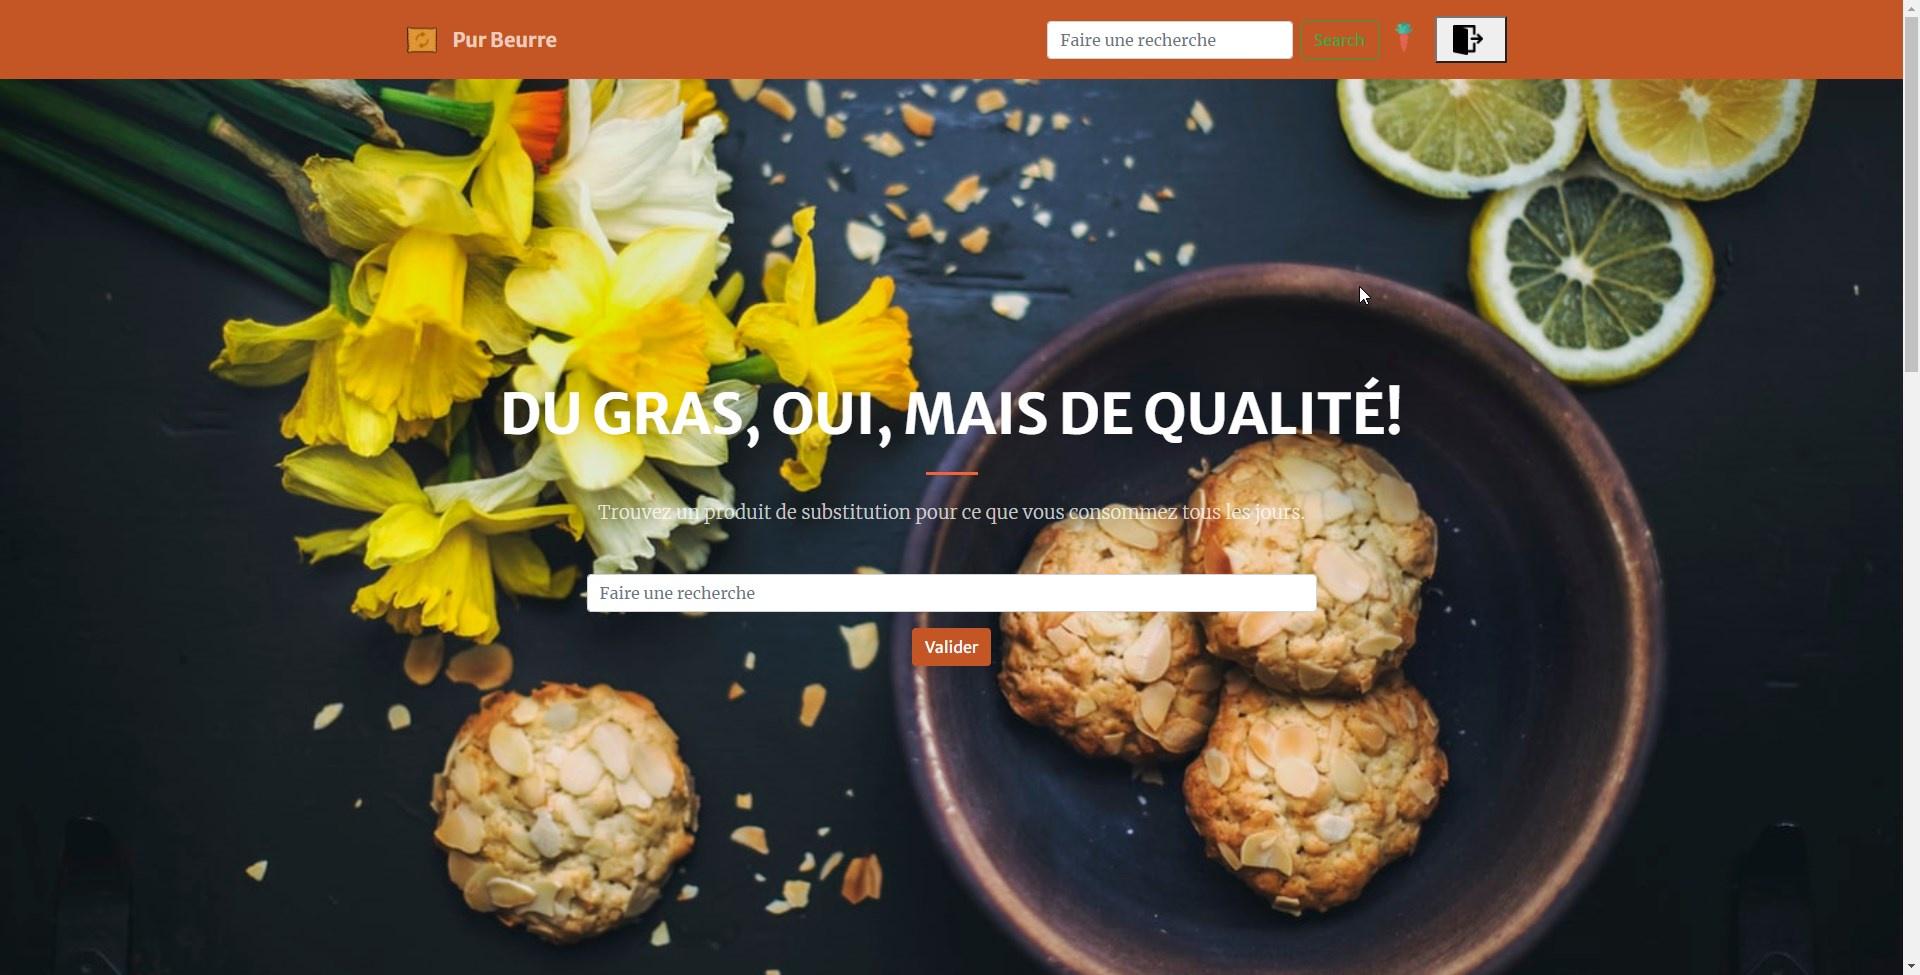 Pur Beurre
Faire une recherche
Search
DU GRAS, OUI, MAIS DE QUALITÉ!
Trouvez un produit de substitution pour ce que vous consommez tous les jours.
Faire une recherche
Valider